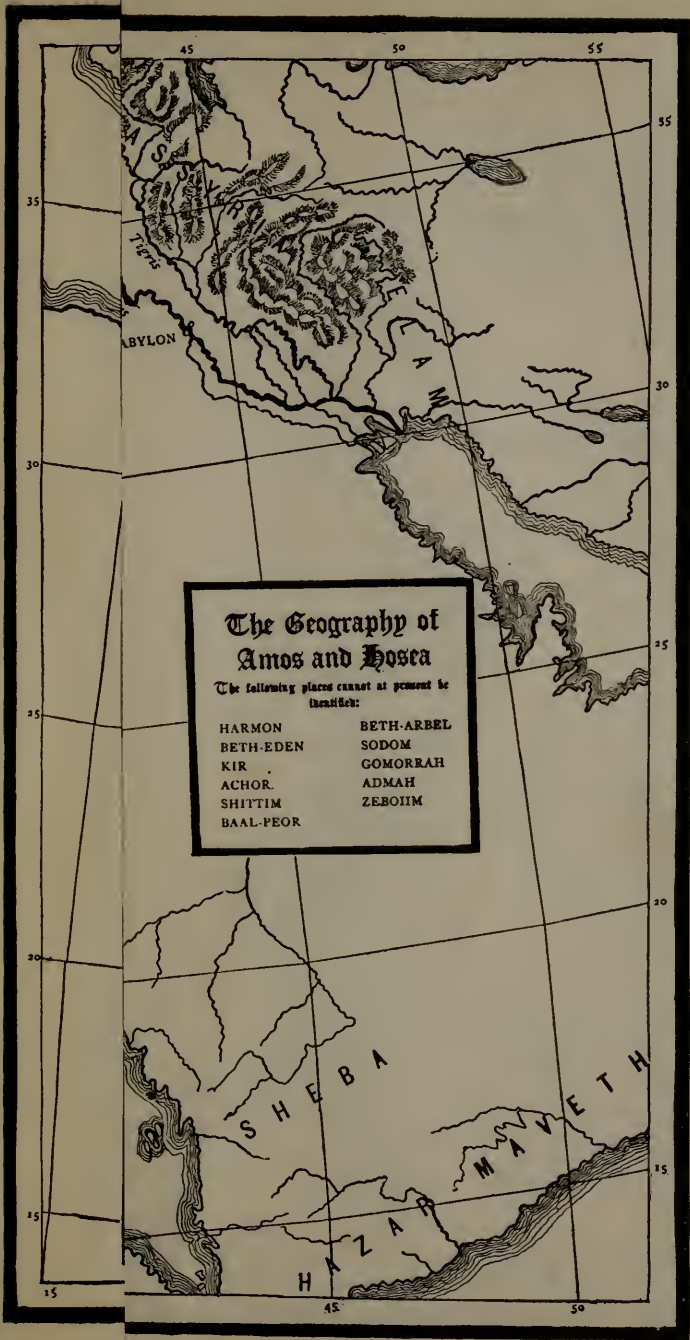 45 50 55
35
35
ASSYR
Tigris
ABYLON
ELAM
30
30
The Geography of
Amos and Hosea
The following places cannot at present be
identified:
HARMON BETH-ARBEL
BETH-EDEN SODOM
KIR GOMORRAH
ACHOR. ADMAH
SHITTIM ZEBOIIM
BAAL-PEOR
25
25
20
20
SHEBA
HAZAR MAVETH
15
15
15 45 50